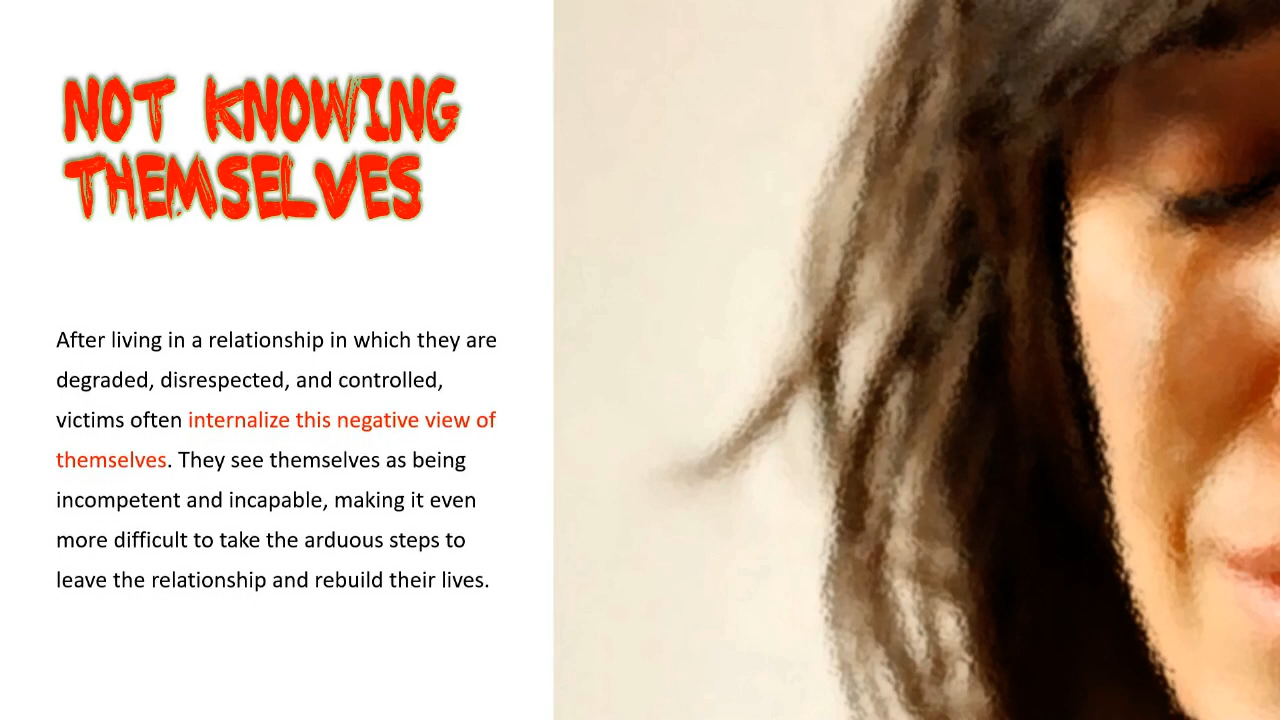 NOT KNOWING
THEMSELVES
After living in a relationship in which they are
degraded, disrespected, and controlled,
victims often internalize this negative view of
themselves. They see themselves as being
incompetent and incapable, making it even
more difficult to take the arduous steps to
leave the relationship and rebuild their lives.